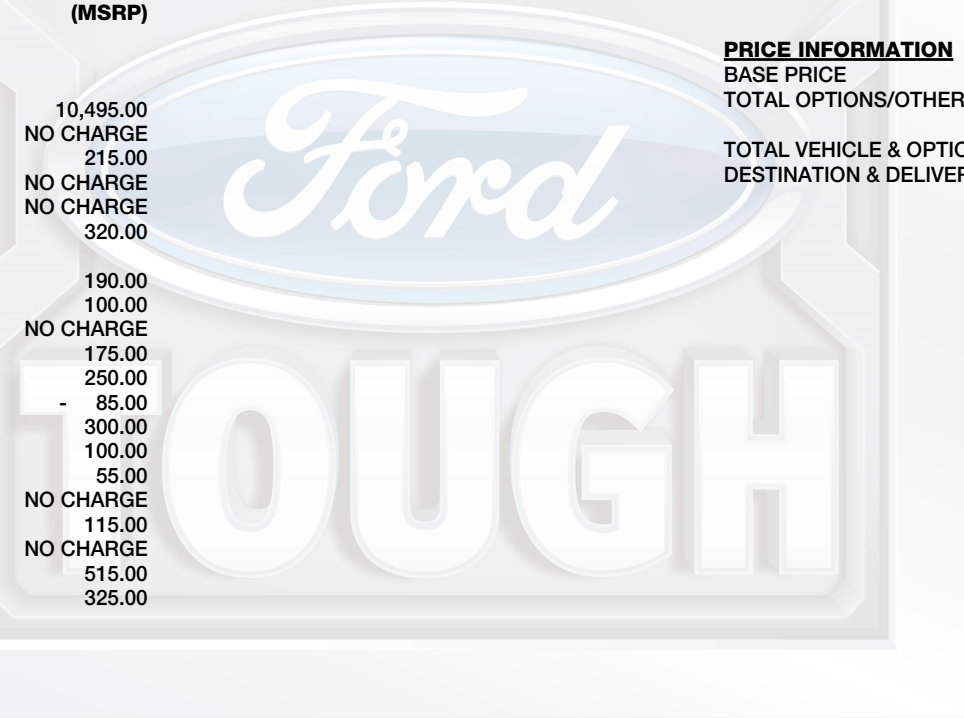 (MSRP)
10,495.00
NO CHARGE
215.00
NO CHARGE
NO CHARGE
320.00
190.00
100.00
NO CHARGE
175.00
250.00
- 85.00
300.00
100.00
55.00
NO CHARGE
115.00
NO CHARGE
515.00
325.00
PRICE INFORMATION
BASE PRICE
TOTAL OPTIONS/OTHER
TOTAL VEHICLE & OPTIO
DESTINATION & DELIVER
Ford
TOUGH